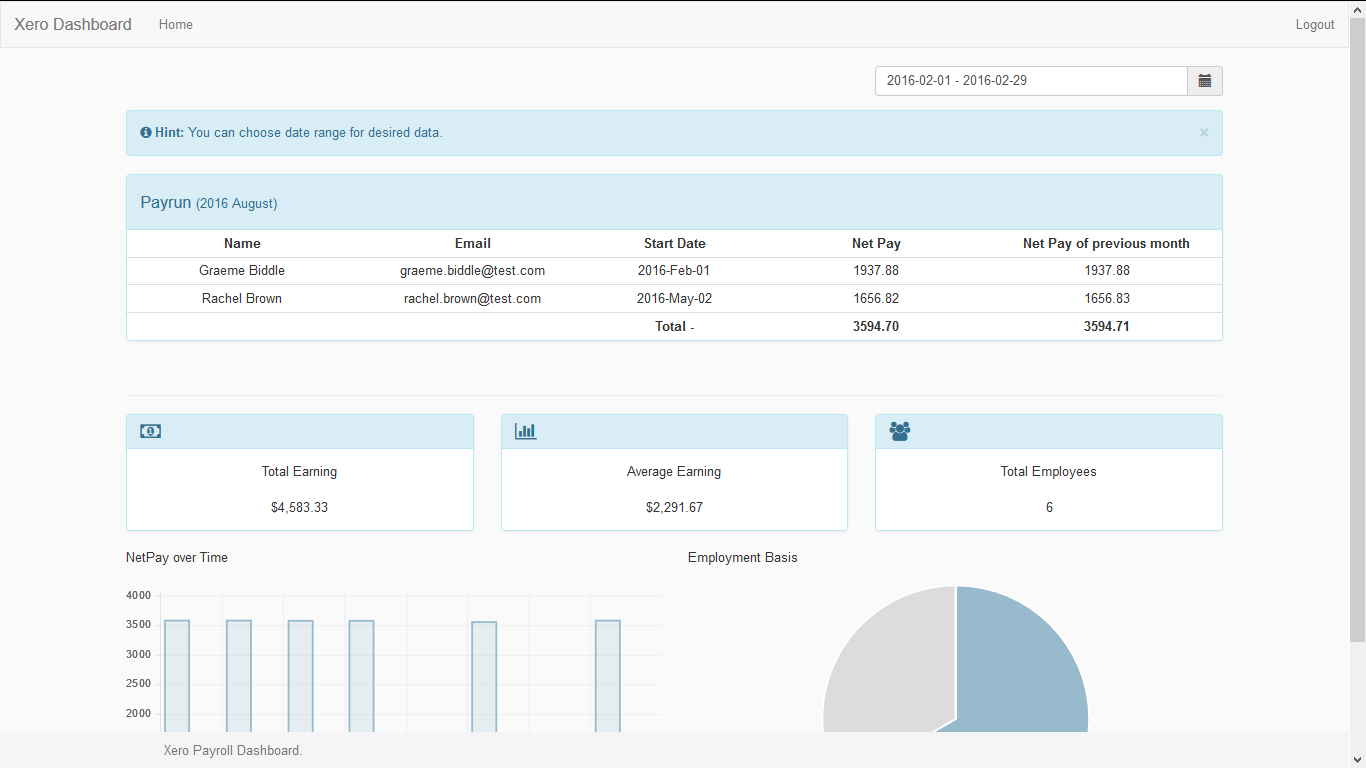 Xero Dashboard Home Logout
2016-02-01 - 2016-02-29
Hint: You can choose date range for desired data. ×
Payrun (2016 August)
Name Email Start Date Net Pay Net Pay of previous month
Graeme Biddle graeme.biddle@test.com 2016-Feb-01 1937.88 1937.88
Rachel Brown rachel.brown@test.com 2016-May-02 1656.82 1656.83
Total - 3594.70 3594.71
Total Earning Average Earning Total Employees
$4,583.33 $2,291.67 6
NetPay over Time Employment Basis
4000
3500
3000
2500
2000
Xero Payroll Dashboard.